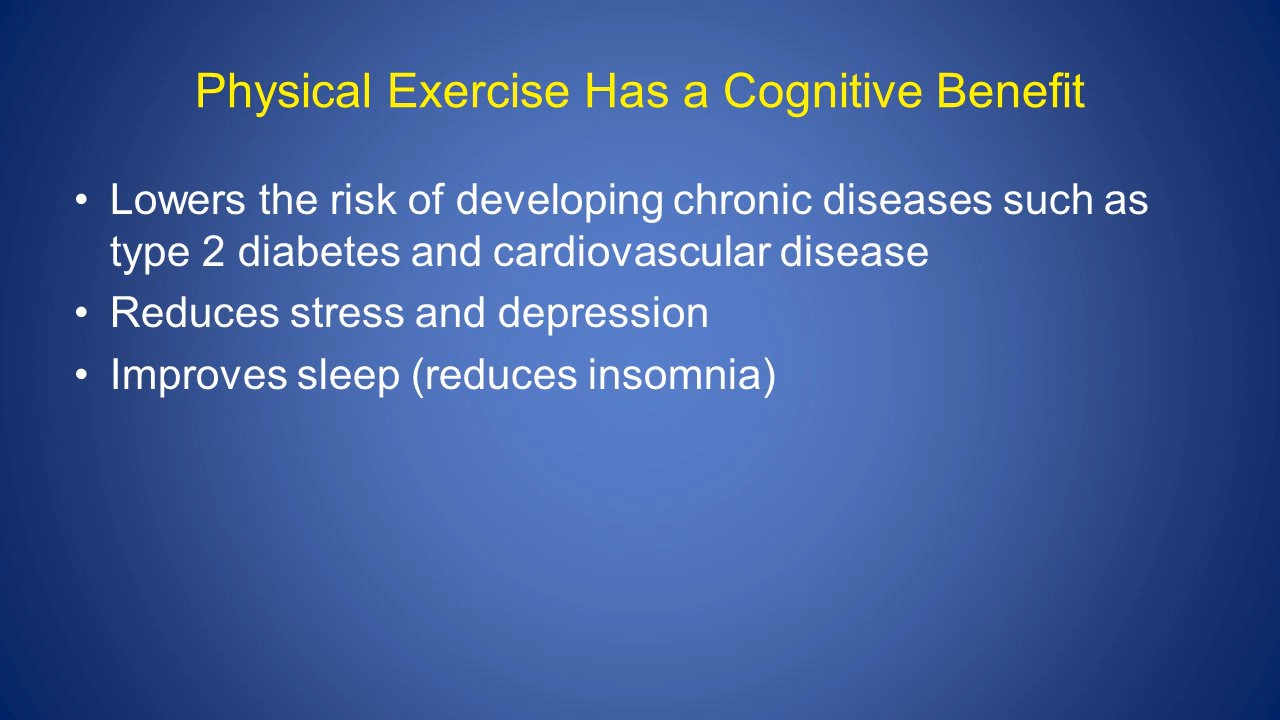 Physical Exercise Has a Cognitive Benefit
• Lowers the risk of developing chronic diseases such as
type 2 diabetes and cardiovascular disease
• Reduces stress and depression
• Improves sleep (reduces insomnia)